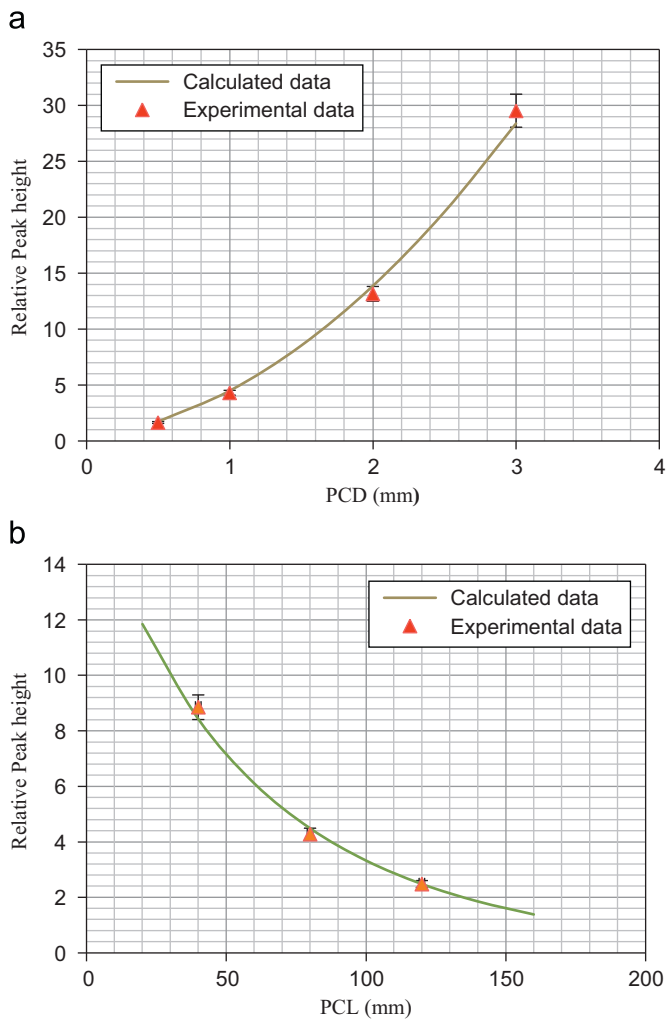 a
35
30
25
20
15
10
5
0
Relative Peak height
Calculated data
Experimental data
0 1 2 3 4
PCD (mm)
b
14
12
10
8
6
4
2
0
Relative Peak height
Calculated data
Experimental data
0 50 100 150 200
PCL (mm)